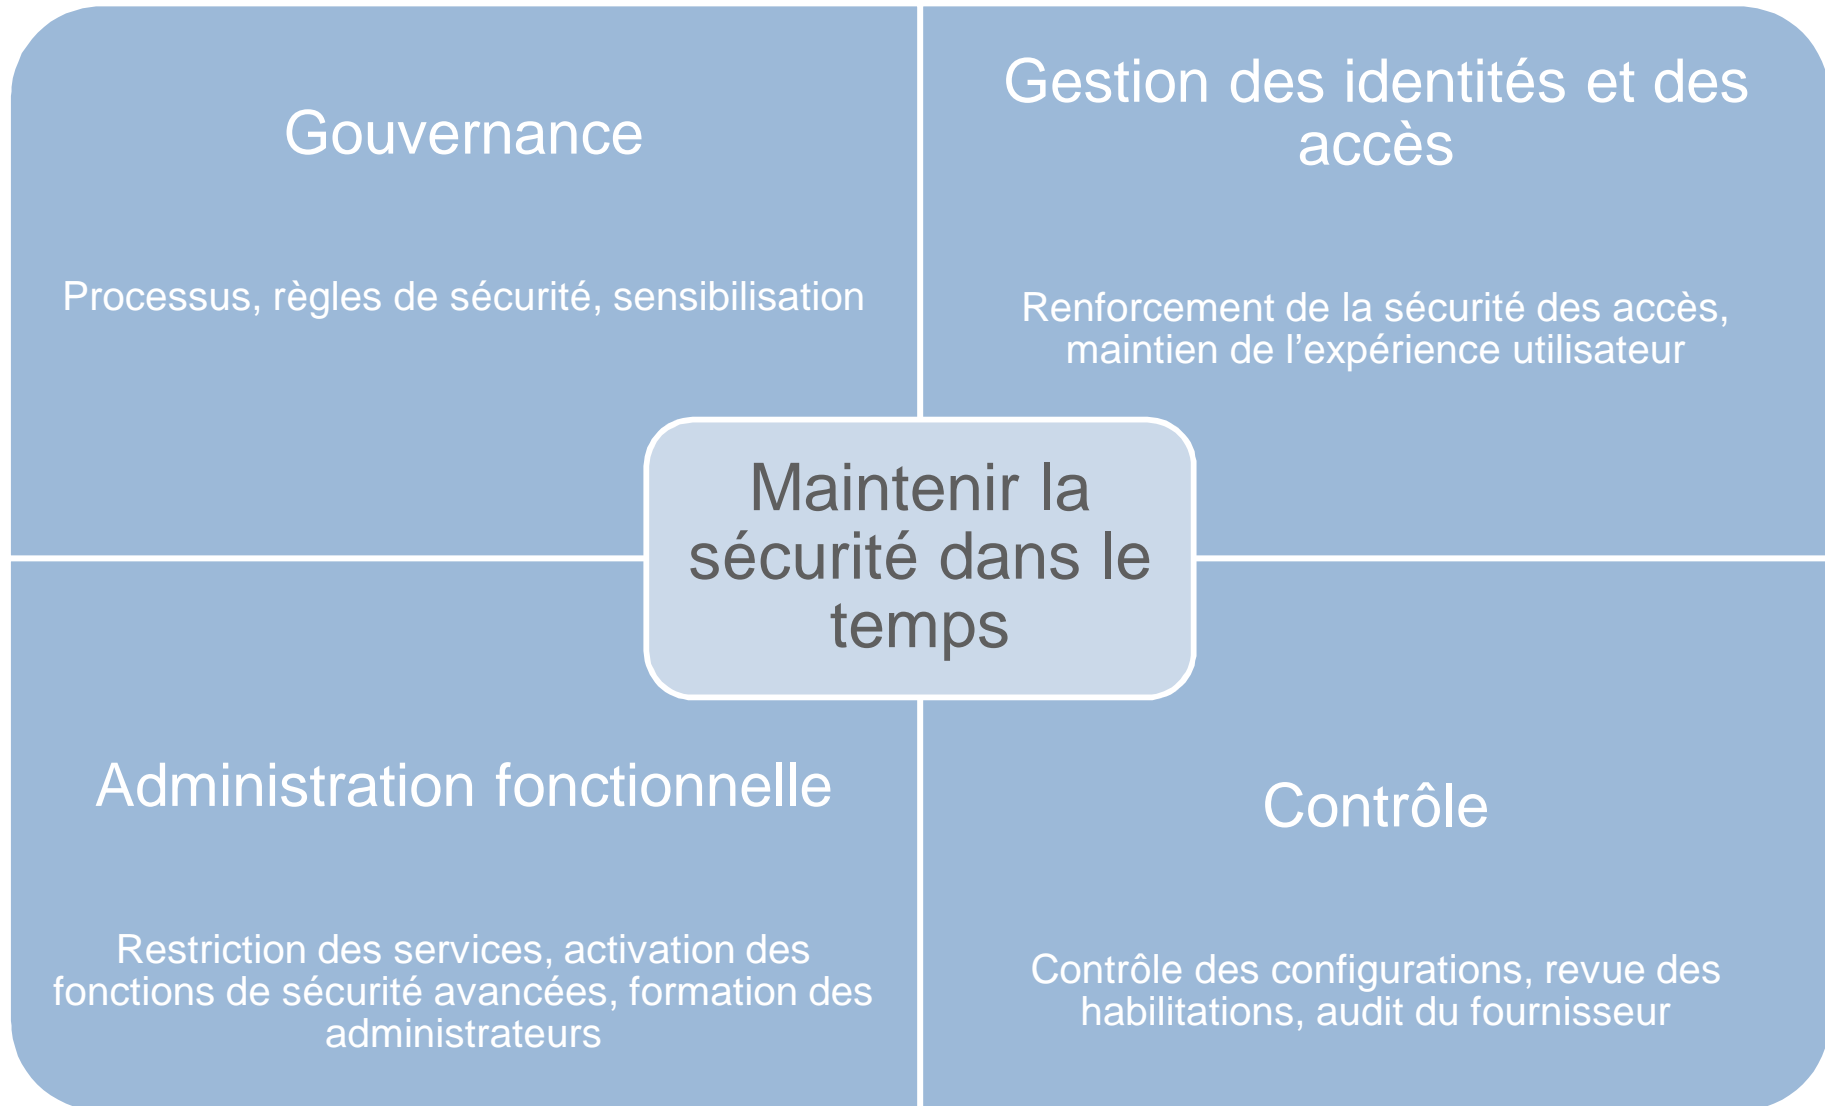 Gouvernance
Processus, règles de sécurité, sensibilisation
Gestion des identités et des
accès
Renforcement de la sécurité des accès,
maintien de l’expérience utilisateur
Maintenir la
sécurité dans le
temps
Administration fonctionnelle
Restriction des services, activation des
fonctions de sécurité avancées, formation des
administrateurs
Contrôle
Contrôle des configurations, revue des
habilitations, audit du fournisseur